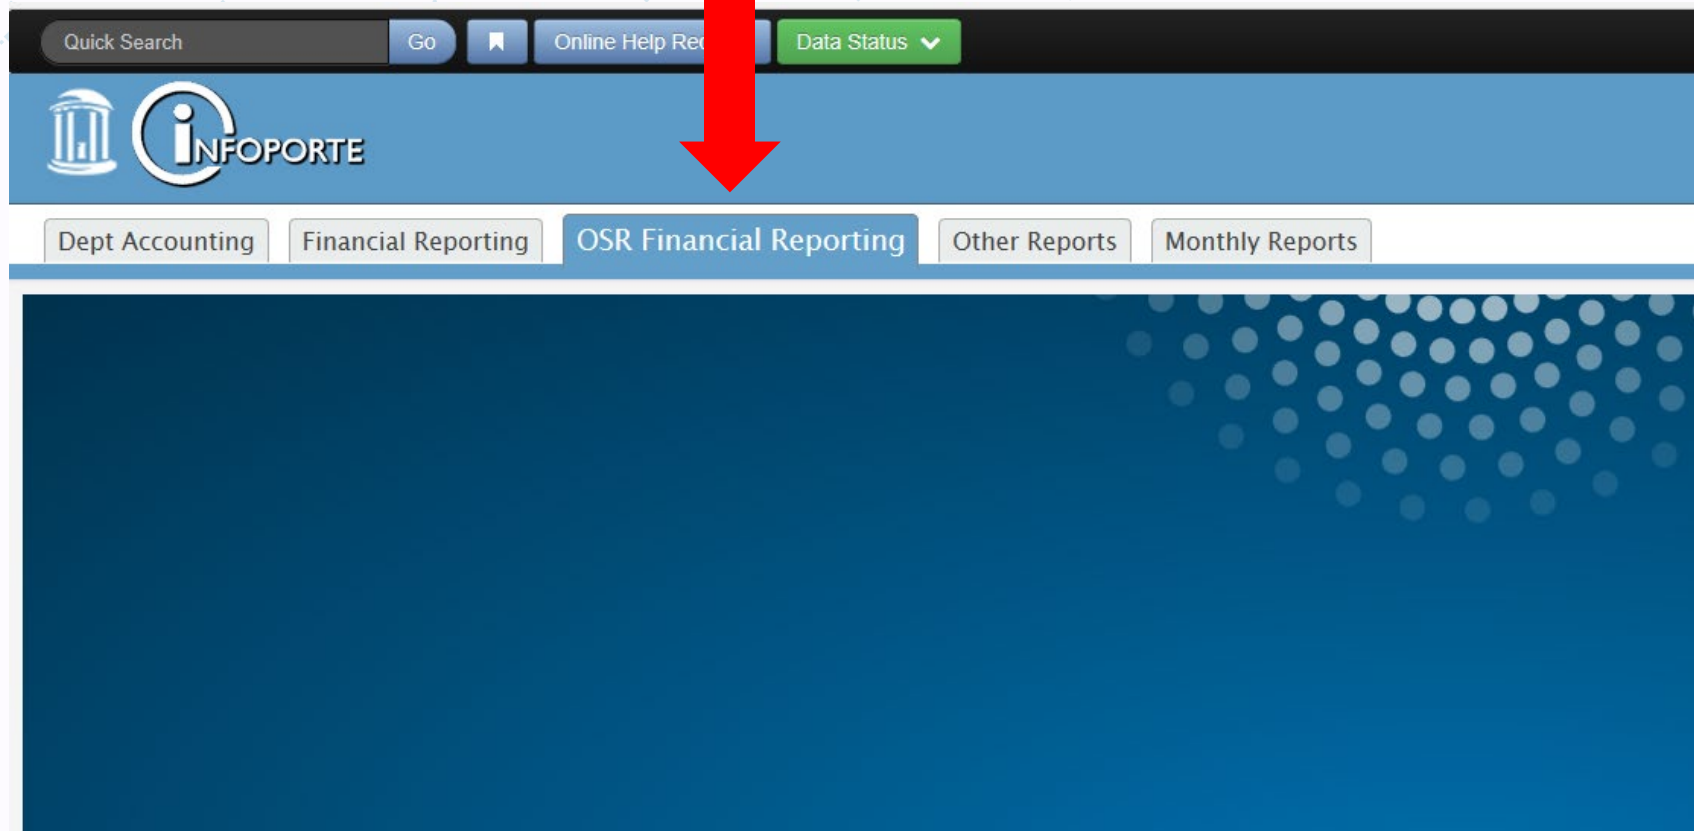 Quick Search Go Online Help Data Status
INFOPORTE
Dept Accounting Financial Reporting OSR Financial Reporting Other Reports Monthly Reports